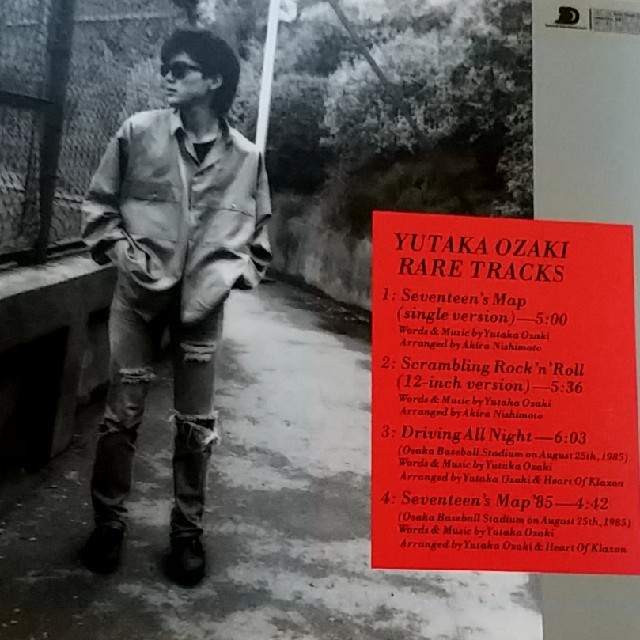 YUTAKA OZAKI
RARE TRACKS
1: Seventeen's Map
(single version)—5:00
Words & Music by Yutaka Ozaki
Arranged by Akira Nishimoto
2: Scrambling Rock'n'Roll
(12-inch version)—5:36
Words & Music by Yutaka Ozaki
Arranged by Akira Nishimoto
3: Driving All Night—6:03
(Osaka Baseball Stadium on August 25th, 1985)
Words & Music by Yutaka Ozaki
Arranged by Yutaka Ozaki & Heart Of Klaxon
4: Seventeen's Map'85—4:42
(Osaka Baseball Stadium on August 25th, 1985)
Words & Music by Yutaka Ozaki
Arranged by Yutaka Ozaki & Heart Of Klaxon